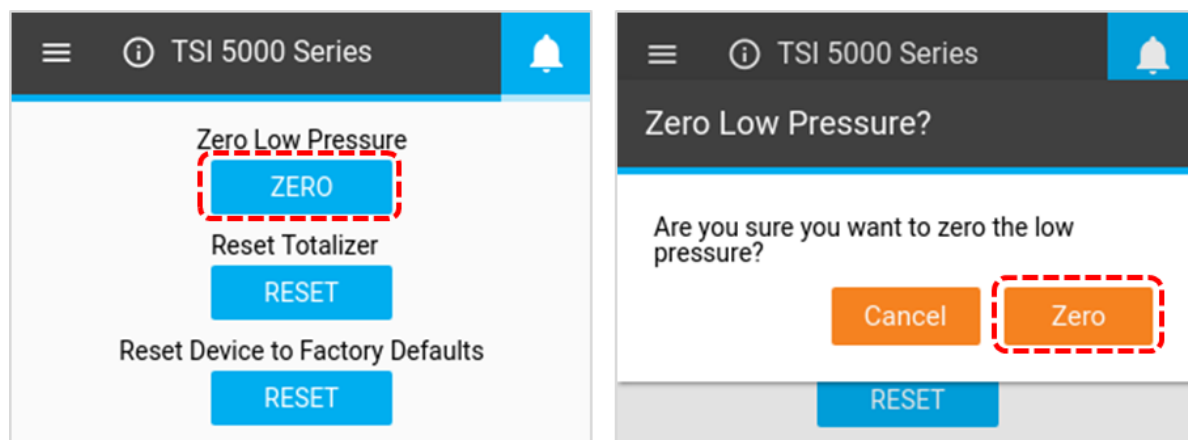 TSI 5000 Series
Zero Low Pressure
ZERO
Reset Totalizer
RESET
Reset Device to Factory Defaults
RESET
TSI 5000 Series
Zero Low Pressure?
Are you sure you want to zero the low
pressure?
Cancel Zero
RESET